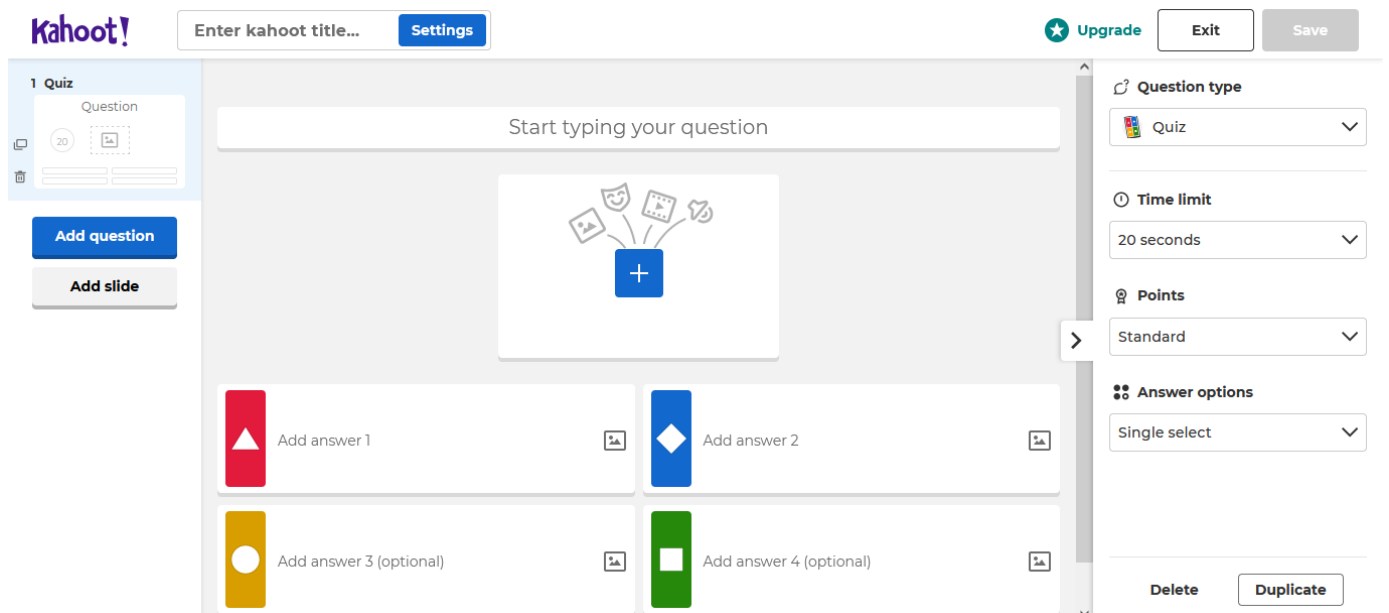 Kahoot!
Enter kahoot title...
Settings
Upgrade
Exit
Save
1 Quiz
Question
20
Add question
Add slide
Start typing your question
Add answer 1
Add answer 2
Add answer 3 (optional)
Add answer 4 (optional)
Question type
Quiz
Time limit
20 seconds
Points
Standard
Answer options
Single select
Delete
Duplicate